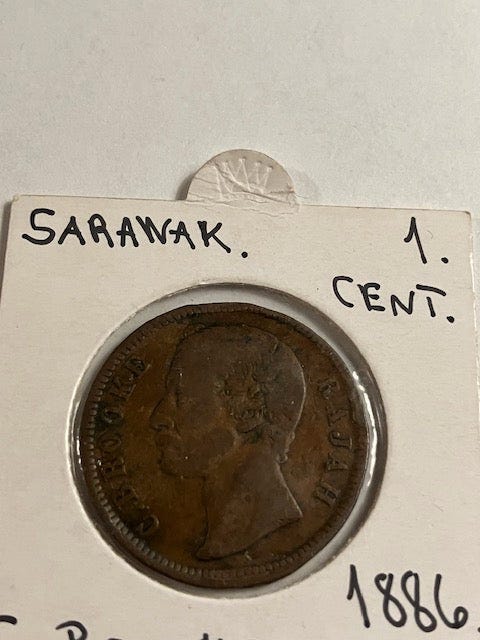 SARAWAK. 1.
CENT.
C. BROOKE RAJAH
1886.